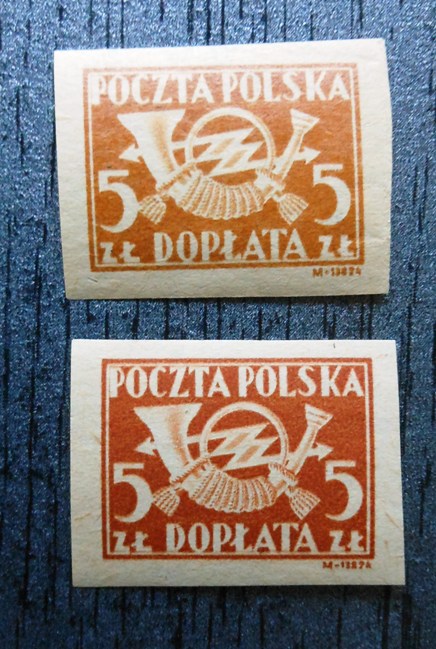 POCZTA POLSKA
5 5
ZŁ DOPŁATA ZŁ
M-13824
POCZTA POLSKA
5 5
ZŁ DOPŁATA ZŁ
M-13824